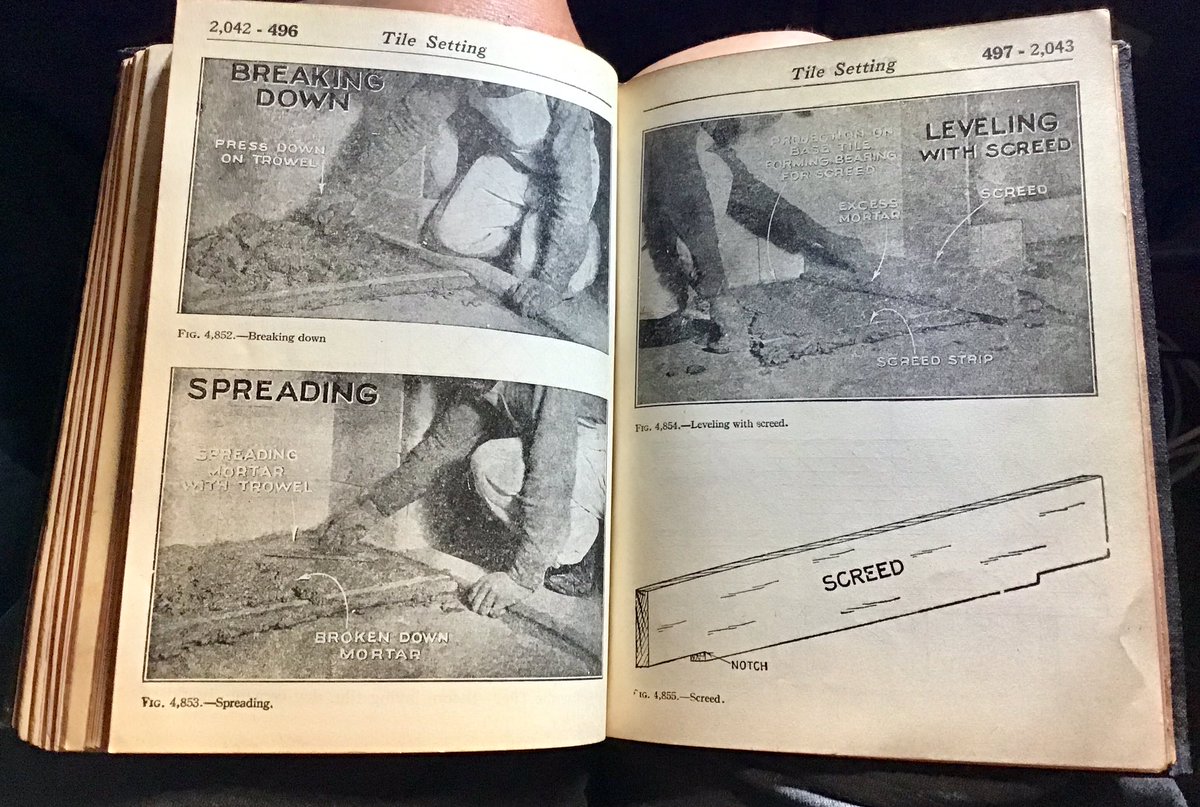 2,042 - 496
Tile Setting
BREAKING
DOWN
PRESS DOWN
ON TROWEL
FIG. 4,852.—Breaking down
SPREADING
SPREADING
MORTAR
WITH TROWEL
BROKEN DOWN
MORTAR
FIG. 4,853.—Spreading.
Tile Setting
497 - 2,043
PROJECTION ON
BASE TILE
FORMING BEARING
FOR SCREED
LEVELING
WITH SCREED
EXCESS
MORTAR
SCREED
SCREED STRIP
FIG. 4,854.—Leveling with screed.
SCREED
NOTCH
FIG. 4,855.—Screed.